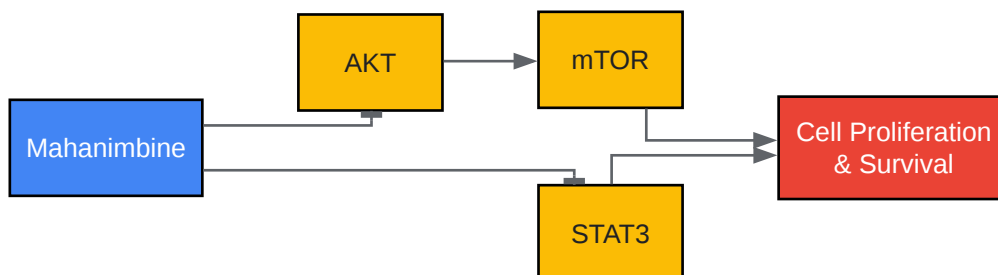 AKT
mTOR
Mahanimbine
Cell Proliferation
& Survival
STAT3